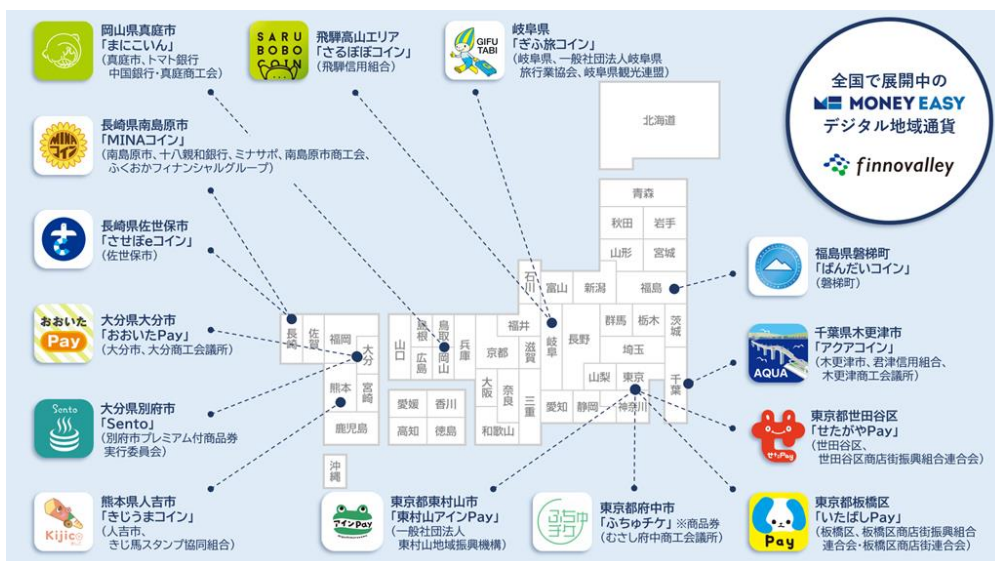 岡山県真庭市
「まにこいん」
(真庭市、トマト銀行
中国銀行・真庭商工会)
SARU
BOBO
COIN
飛騨高山エリア
「さるぼぼコイン」
(飛騨信用組合)
GIFU
TABI
岐阜県
「ぎふ旅コイン」
(岐阜県、一般社団法人岐阜県
旅行業協会、岐阜県観光連盟)
全国で展開中の
MONEY EASY
デジタル地域通貨
finnovalley
MINA
コイン
長崎県南島原市
「MINAコイン」
(南島原市、十八親和銀行、ミナサポ、南島原市商工会、
ふくおかフィナンシャルグループ)
さ
長崎県佐世保市
「させぼeコイン」
(佐世保市)
おおいた
Pay
大分県大分市
「おおいたPay」
(大分市、大分商工会議所)
Sento
大分県別府市
「Sento」
(別府市プレミアム付商品券
実行委員会)
Kijica
熊本県人吉市
「きじうまコイン」
(人吉市、
きじ馬スタンプ協同組合)
北海道
青森
秋田
岩手
山形
宮城
石川
富山
新潟
福島
長崎
佐賀
福岡
大分
熊本
宮崎
鹿児島
沖縄
山口
島根
鳥取
広島
岡山
兵庫
福井
京都
滋賀
岐阜
長野
群馬
栃木
茨城
埼玉
山梨
東京
千葉
大阪
奈良
三重
愛知
静岡
神奈川
和歌山
愛媛
香川
高知
徳島
福島県磐梯町
「ばんだいコイン」
(磐梯町)
AQUA
千葉県木更津市
「アクアコイン」
(木更津市、君津信用組合、
木更津商工会議所)
せたPay
東京都世田谷区
「せたがやPay」
(世田谷区、
世田谷区商店街振興組合連合会)
アインPay
東京都東村山市
「東村山アインPay」
(一般社団法人
東村山地域振興機構)
ふちゅ
チケ
東京都府中市
「ふちゅチケ」※商品券
(むさし府中商工会議所)
Pay
東京都板橋区
「いたばしPay」
(板橋区、板橋区商店街振興組合
連合会・板橋区商店街連合会)